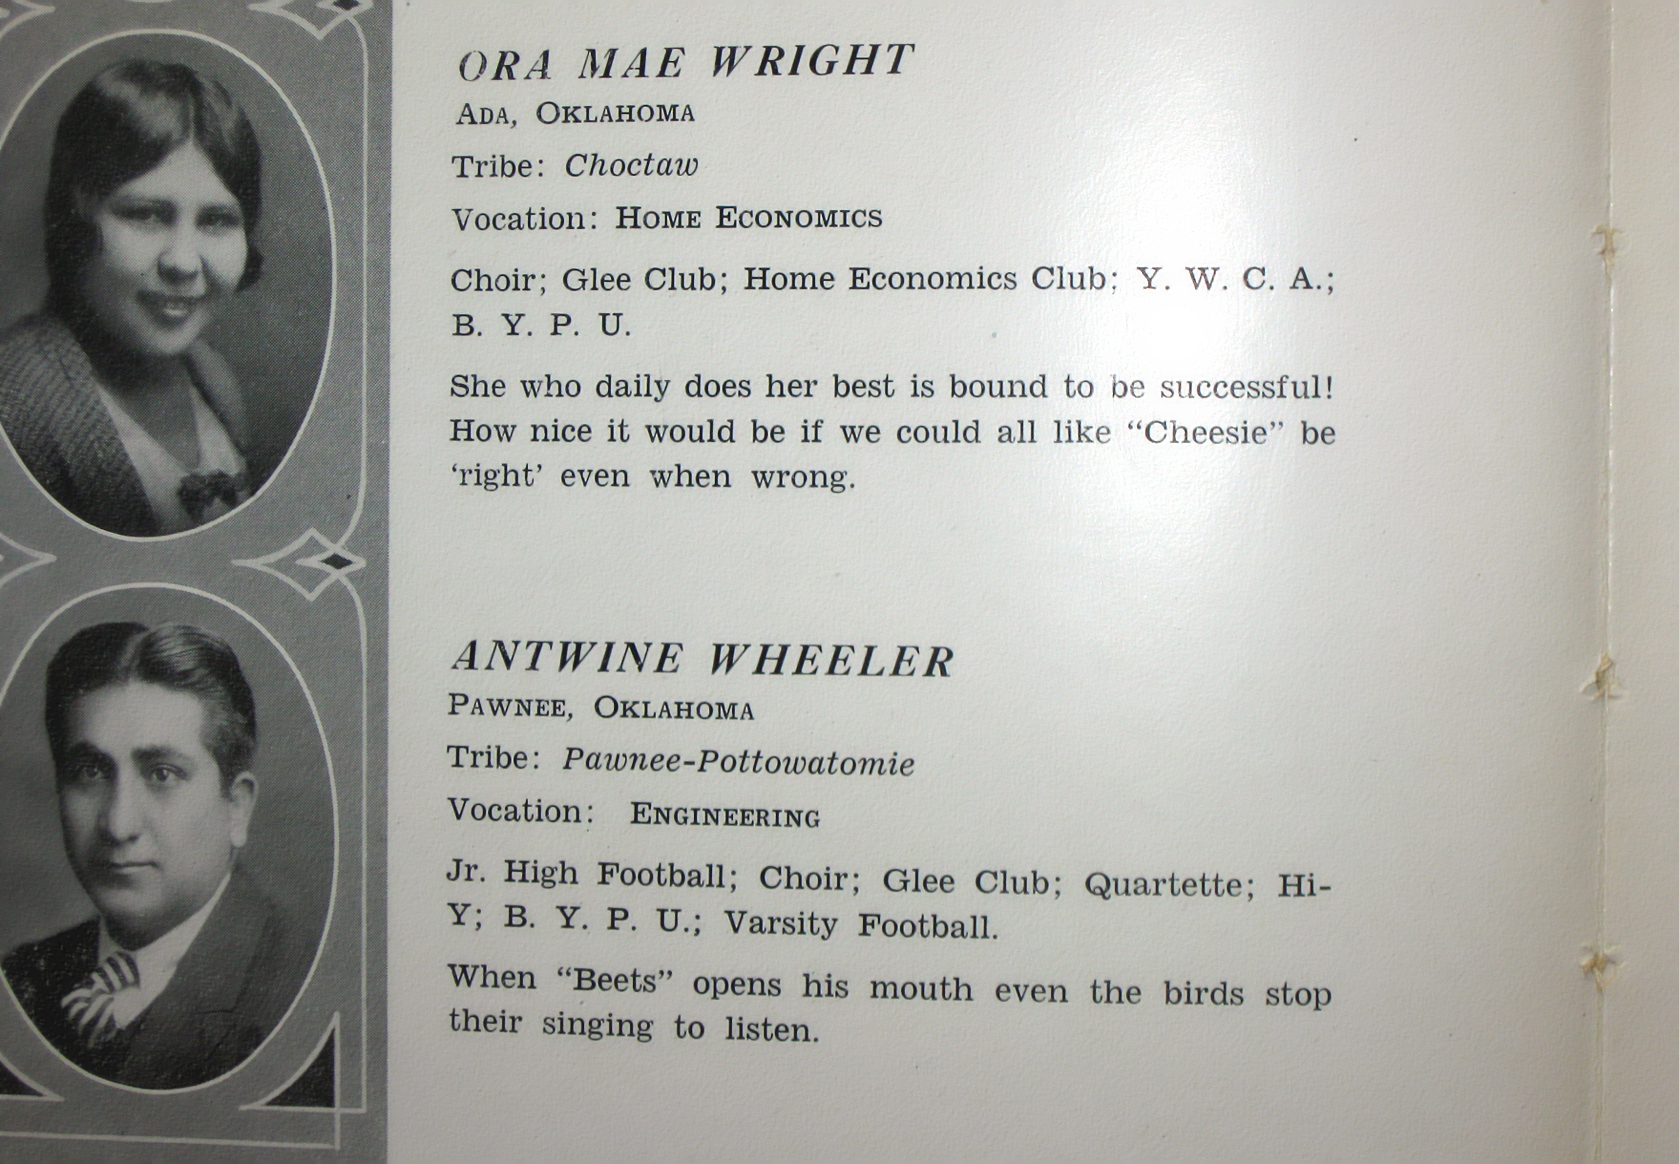 ORA MAE WRIGHT
ADA, OKLAHOMA
Tribe: Choctaw
Vocation: HOME ECONOMICS
Choir; Glee Club; Home Economics Club; Y. W. C. A.;
B. Y. P. U.
She who daily does her best is bound to be successful!
How nice it would be if we could all like “Cheesie” be
‘right’ even when wrong.
ANTWINE WHEELER
PAWNEE, OKLAHOMA
Tribe: Pawnee-Pottowatomie
Vocation: ENGINEERING
Jr. High Football; Choir; Glee Club; Quartette; Hi-
Y; B. Y. P. U.; Varsity Football.
When “Beets” opens his mouth even the birds stop
their singing to listen.